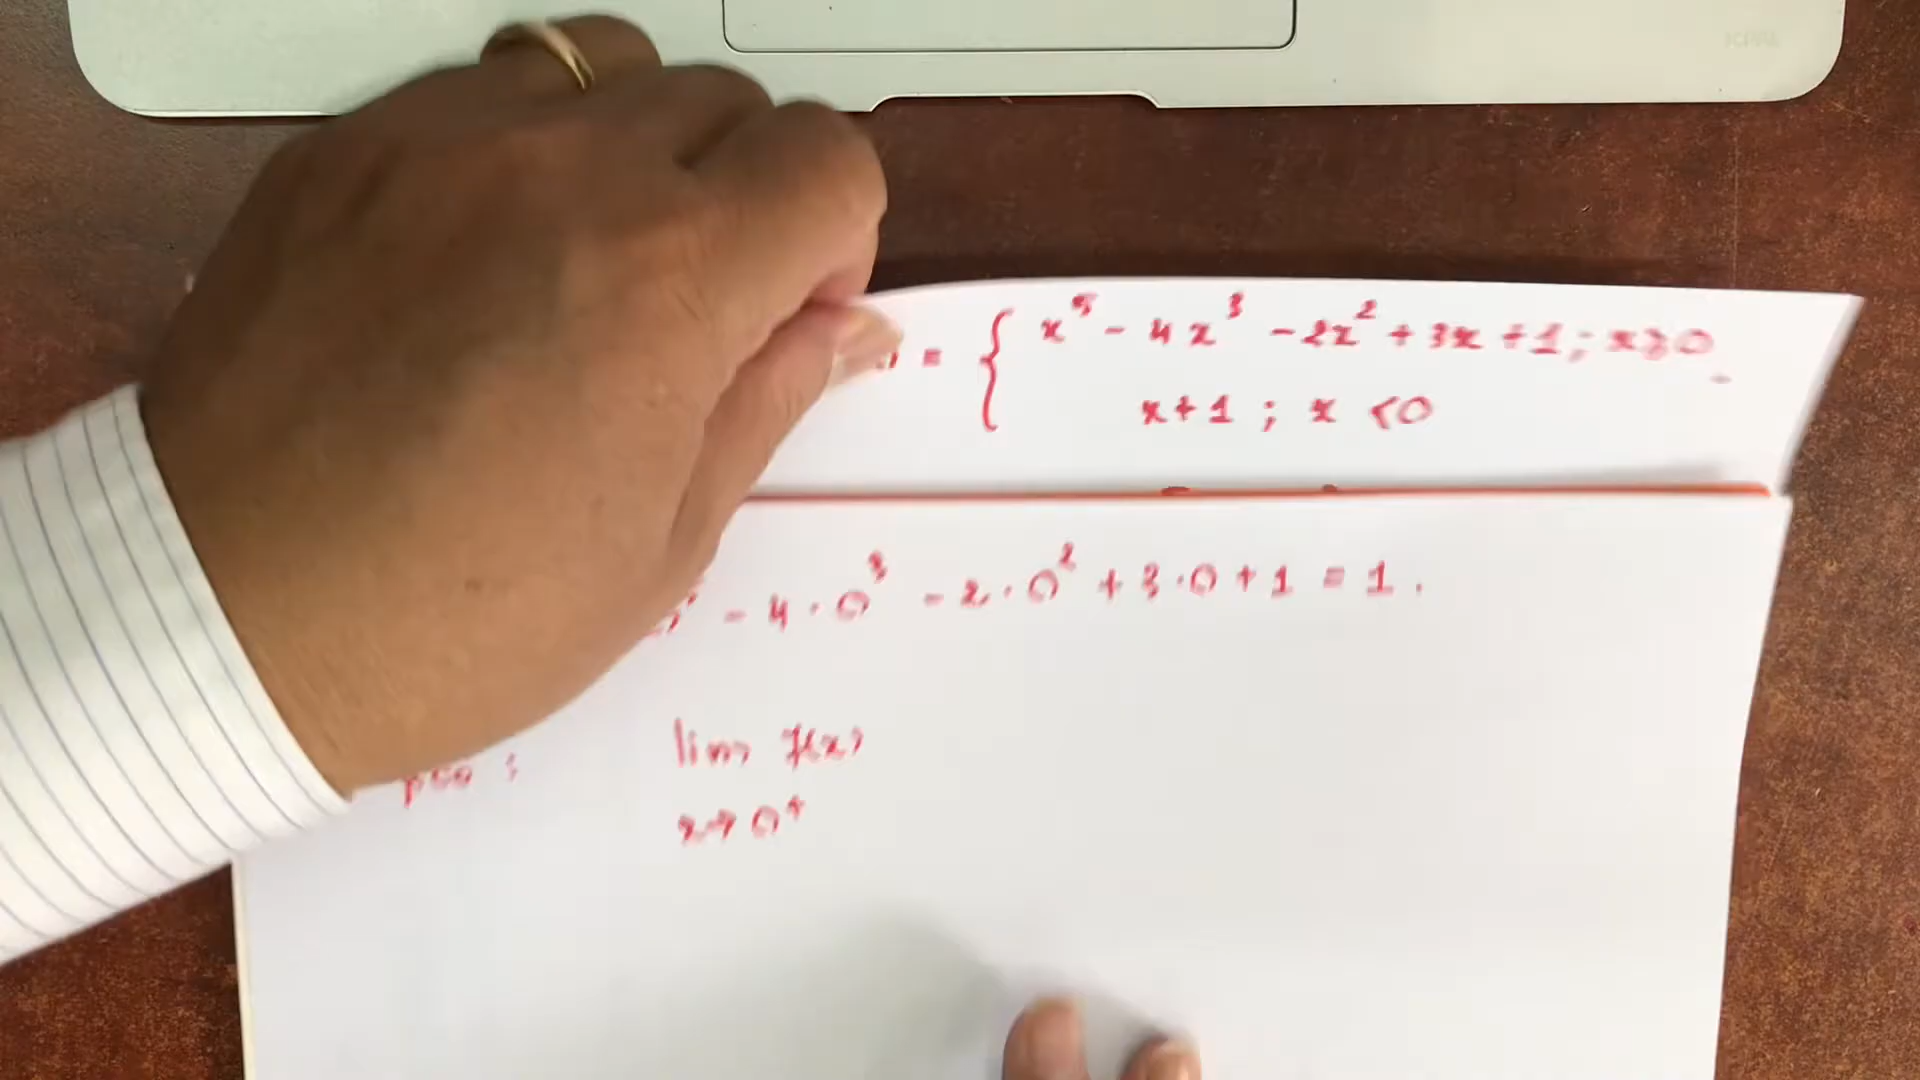 = { x⁵ - 4x³ - 2x² + 3x + 1; x ≥ 0
x + 1 ; x < 0
- 4 · 0³ - 2 · 0² + 3 · 0 + 1 = 1.
lim f(x)
x→0⁺